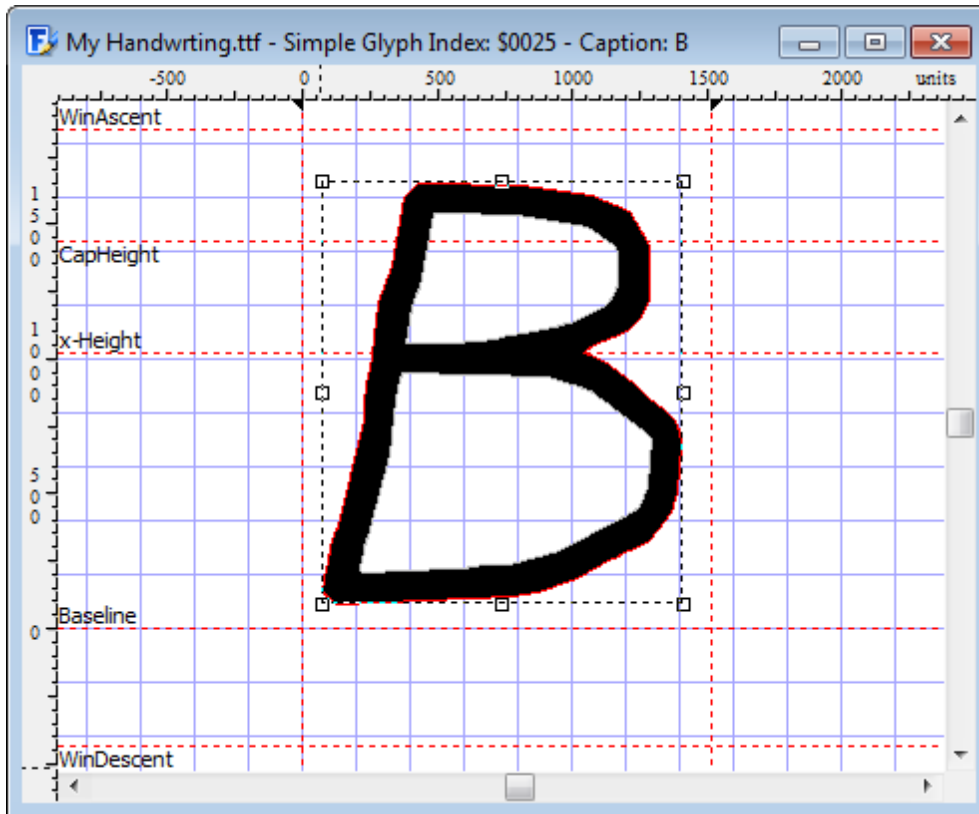 My Handwrting.ttf - Simple Glyph Index: $0025 - Caption: B
-500 0 500 1000 1500 2000 units
WinAscent
1500
CapHeight
1000
x-Height
B
500
Baseline
0
WinDescent